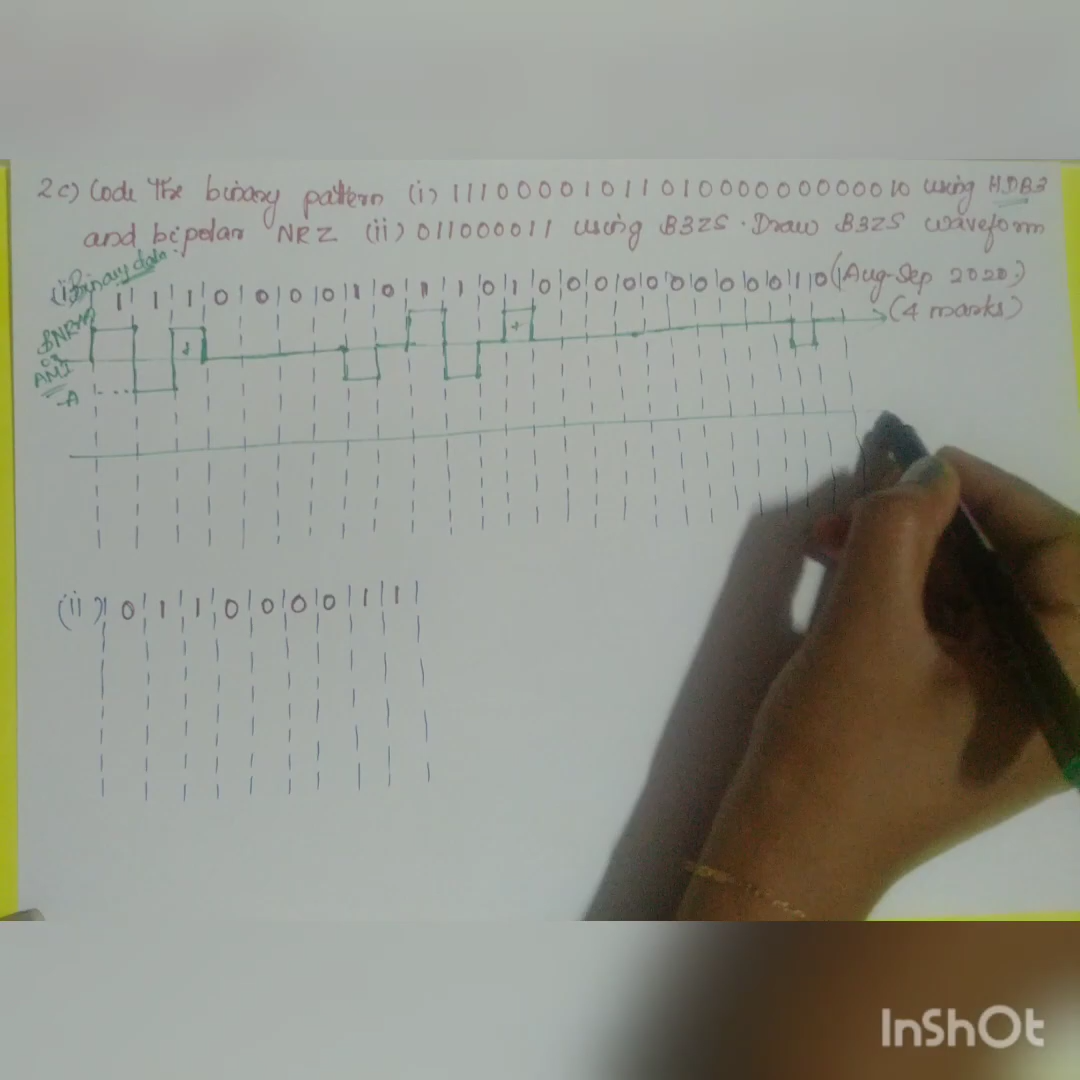 2c) Code the binary pattern (i) 11100001011010000000000010 using HDB3
and bipolar NRZ (ii) 011000011 using B3ZS. Draw B3ZS waveform
(i) Binary data.
1 1 1 0 0 0 0 1 0 1 1 0 1 0 0 0 0 0 0 0 0 0 0 1 0 (Aug-Sep 2020)
(4 marks)
BNRZ
or
AMI
+
+
-A
(ii) 0 1 1 0 0 0 0 1 1
InShOt